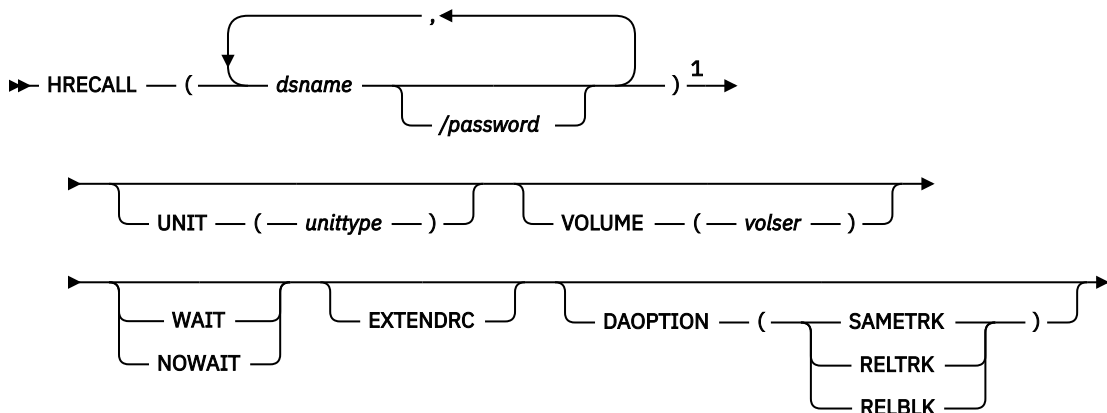 ,
HRECALL ( dsname ) 1
/password
UNIT ( unittype ) VOLUME ( volser )
WAIT EXTENDRC DAOPTION ( SAMETRK )
NOWAIT RELTRK
RELBLK